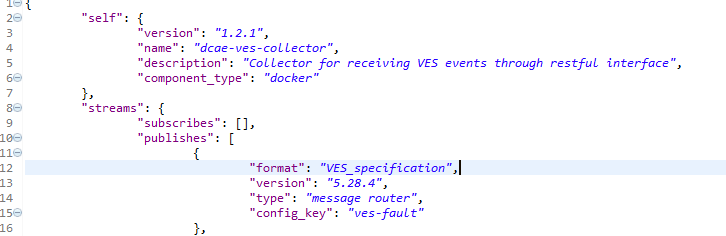 1 {
2 "self": {
3 "version": "1.2.1",
4 "name": "dcae-ves-collector",
5 "description": "Collector for receiving VES events through restful interface",
6 "component_type": "docker"
7 },
8 "streams": {
9 "subscribes": [],
10 "publishes": [
11 {
12 "format": "VES_specification",
13 "version": "5.28.4",
14 "type": "message router",
15 "config_key": "ves-fault"
16 },